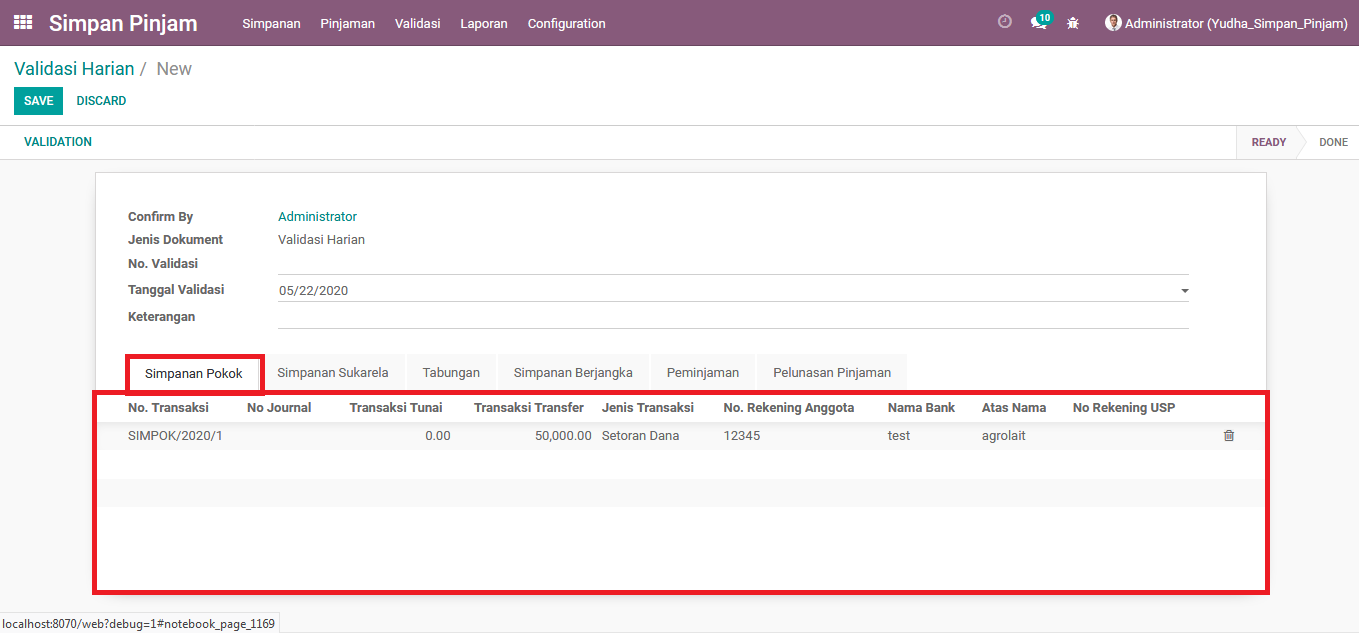 Simpan Pinjam Simpanan Pinjaman Validasi Laporan Configuration 10 Administrator (Yudha_Simpan_Pinjam)
Validasi Harian / New
SAVE DISCARD
VALIDATION READY DONE
Confirm By Administrator
Jenis Dokument Validasi Harian
No. Validasi
Tanggal Validasi 05/22/2020
Keterangan
Simpanan Pokok Simpanan Sukarela Tabungan Simpanan Berjangka Peminjaman Pelunasan Pinjaman
No. Transaksi No Journal Transaksi Tunai Transaksi Transfer Jenis Transaksi No. Rekening Anggota Nama Bank Atas Nama No Rekening USP
SIMPOK/2020/1 0.00 50,000.00 Setoran Dana 12345 test agrolait
localhost:8070/web?debug=1#notebook_page_1169